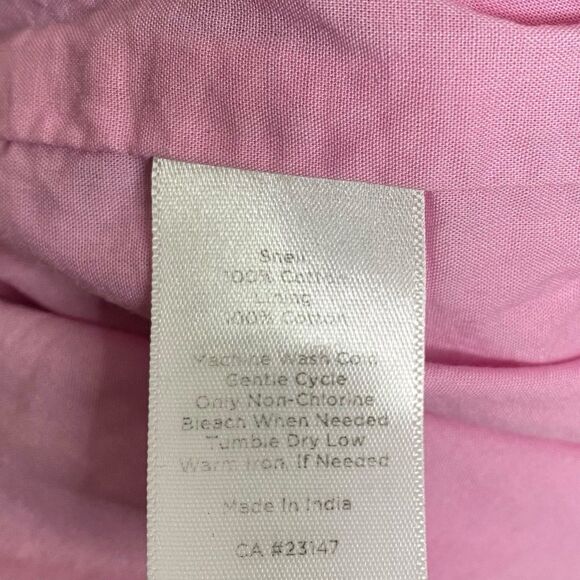 Shell
100% Cotton
Lining
100% Cotton
Machine Wash Cold
Gentle Cycle
Only Non-Chlorine
Bleach When Needed
Tumble Dry Low
Warm Iron, If Needed
Made In India
CA #23147